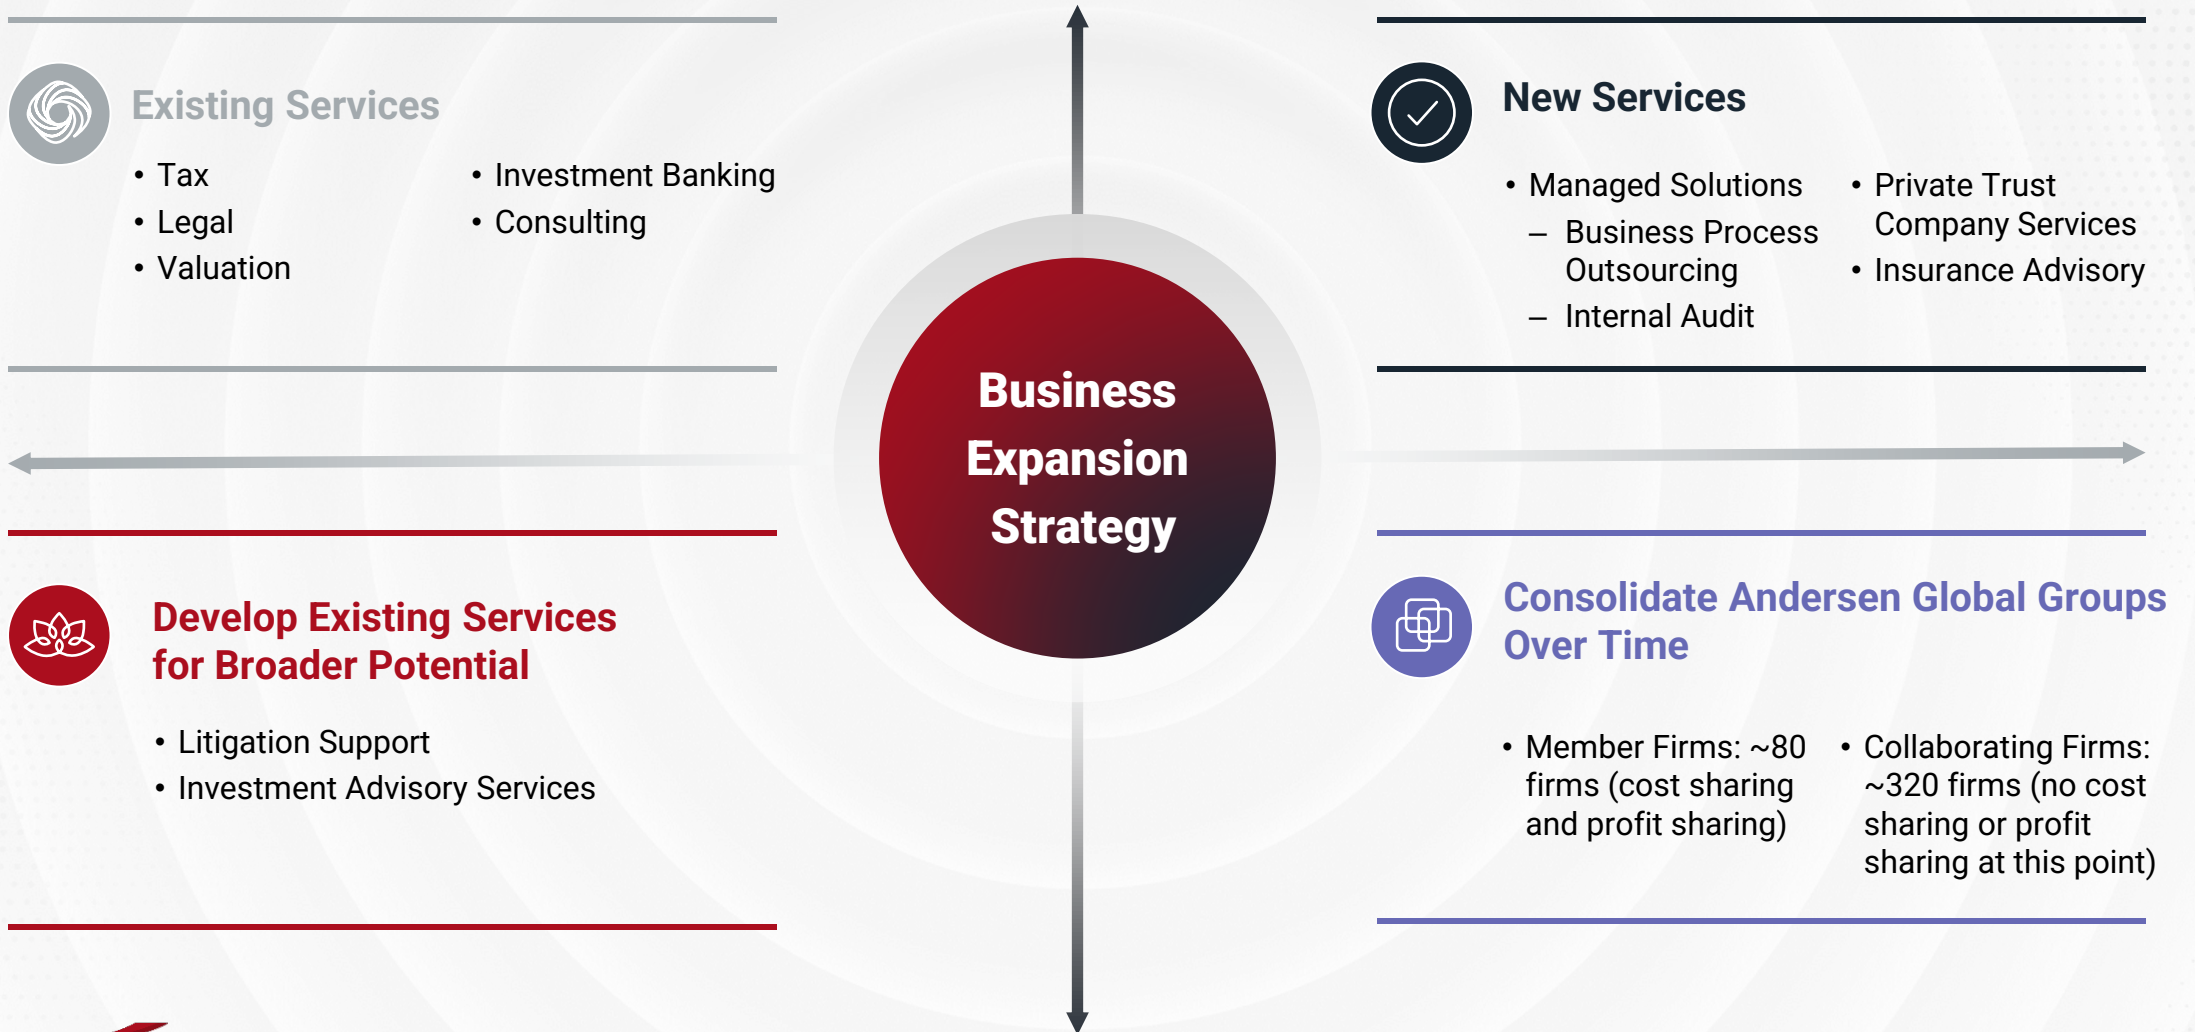 Existing Services
• Tax
• Legal
• Valuation
• Investment Banking
• Consulting
New Services
• Managed Solutions
– Business Process
Outsourcing
– Internal Audit
• Private Trust
Company Services
• Insurance Advisory
Business
Expansion
Strategy
Develop Existing Services
for Broader Potential
• Litigation Support
• Investment Advisory Services
Consolidate Andersen Global Groups
Over Time
• Member Firms: ~80
firms (cost sharing
and profit sharing)
• Collaborating Firms:
~320 firms (no cost
sharing or profit
sharing at this point)